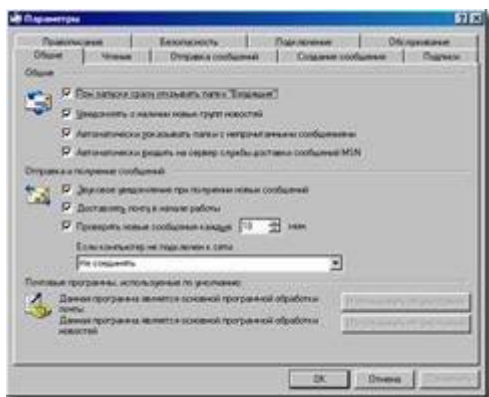 Параметры
Правописание Безопасность Подключение Обслуживание
Общие Чтение Отправка сообщений Создание сообщения Подписи
Общие
При запуске сразу открывать папку "Входящие"
Уведомлять о наличии новых групп новостей
Автоматически показывать папки с непрочитанными сообщениями
Автоматически входить на сервер службы доставки сообщений MSN
Отправка и получение сообщений
Звуковое уведомление при получении новых сообщений
Доставлять почту в начале работы
Проверять новые сообщения каждые 10 мин
Если компьютер не подключен к сети
Не соединять
Почтовые программы, используемые по умолчанию
Данная программа является основной программой обработки
почты
Данная программа является основной программой обработки
новостей
OK Отмена